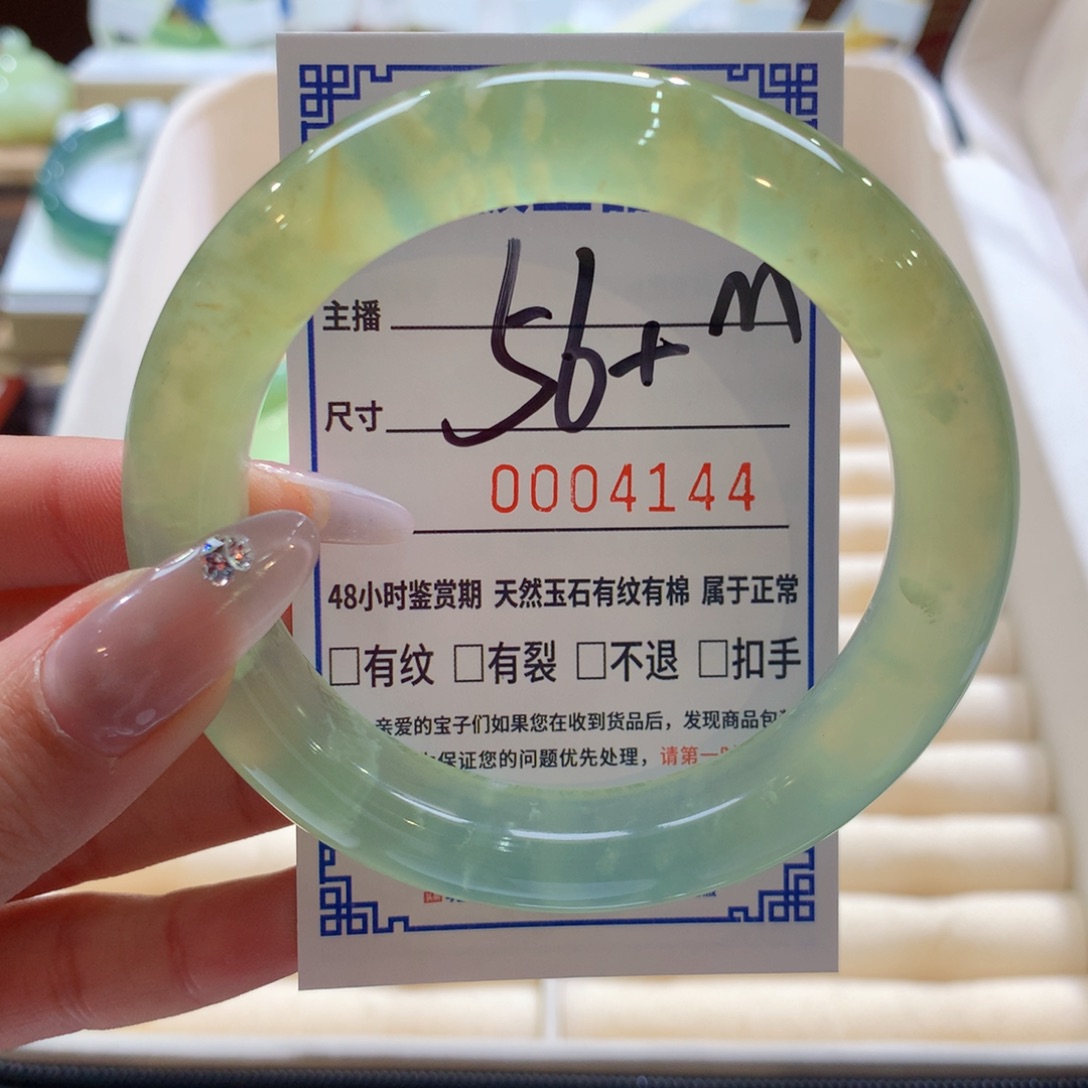 主播 M
尺寸 56+
0004144
48小时鉴赏期 天然玉石有纹有棉 属于正常
□有纹 □有裂 □不退 □扣手
亲爱的宝子们如果您在收到货品后，发现商品包
保证您的问题优先处理，请第一时